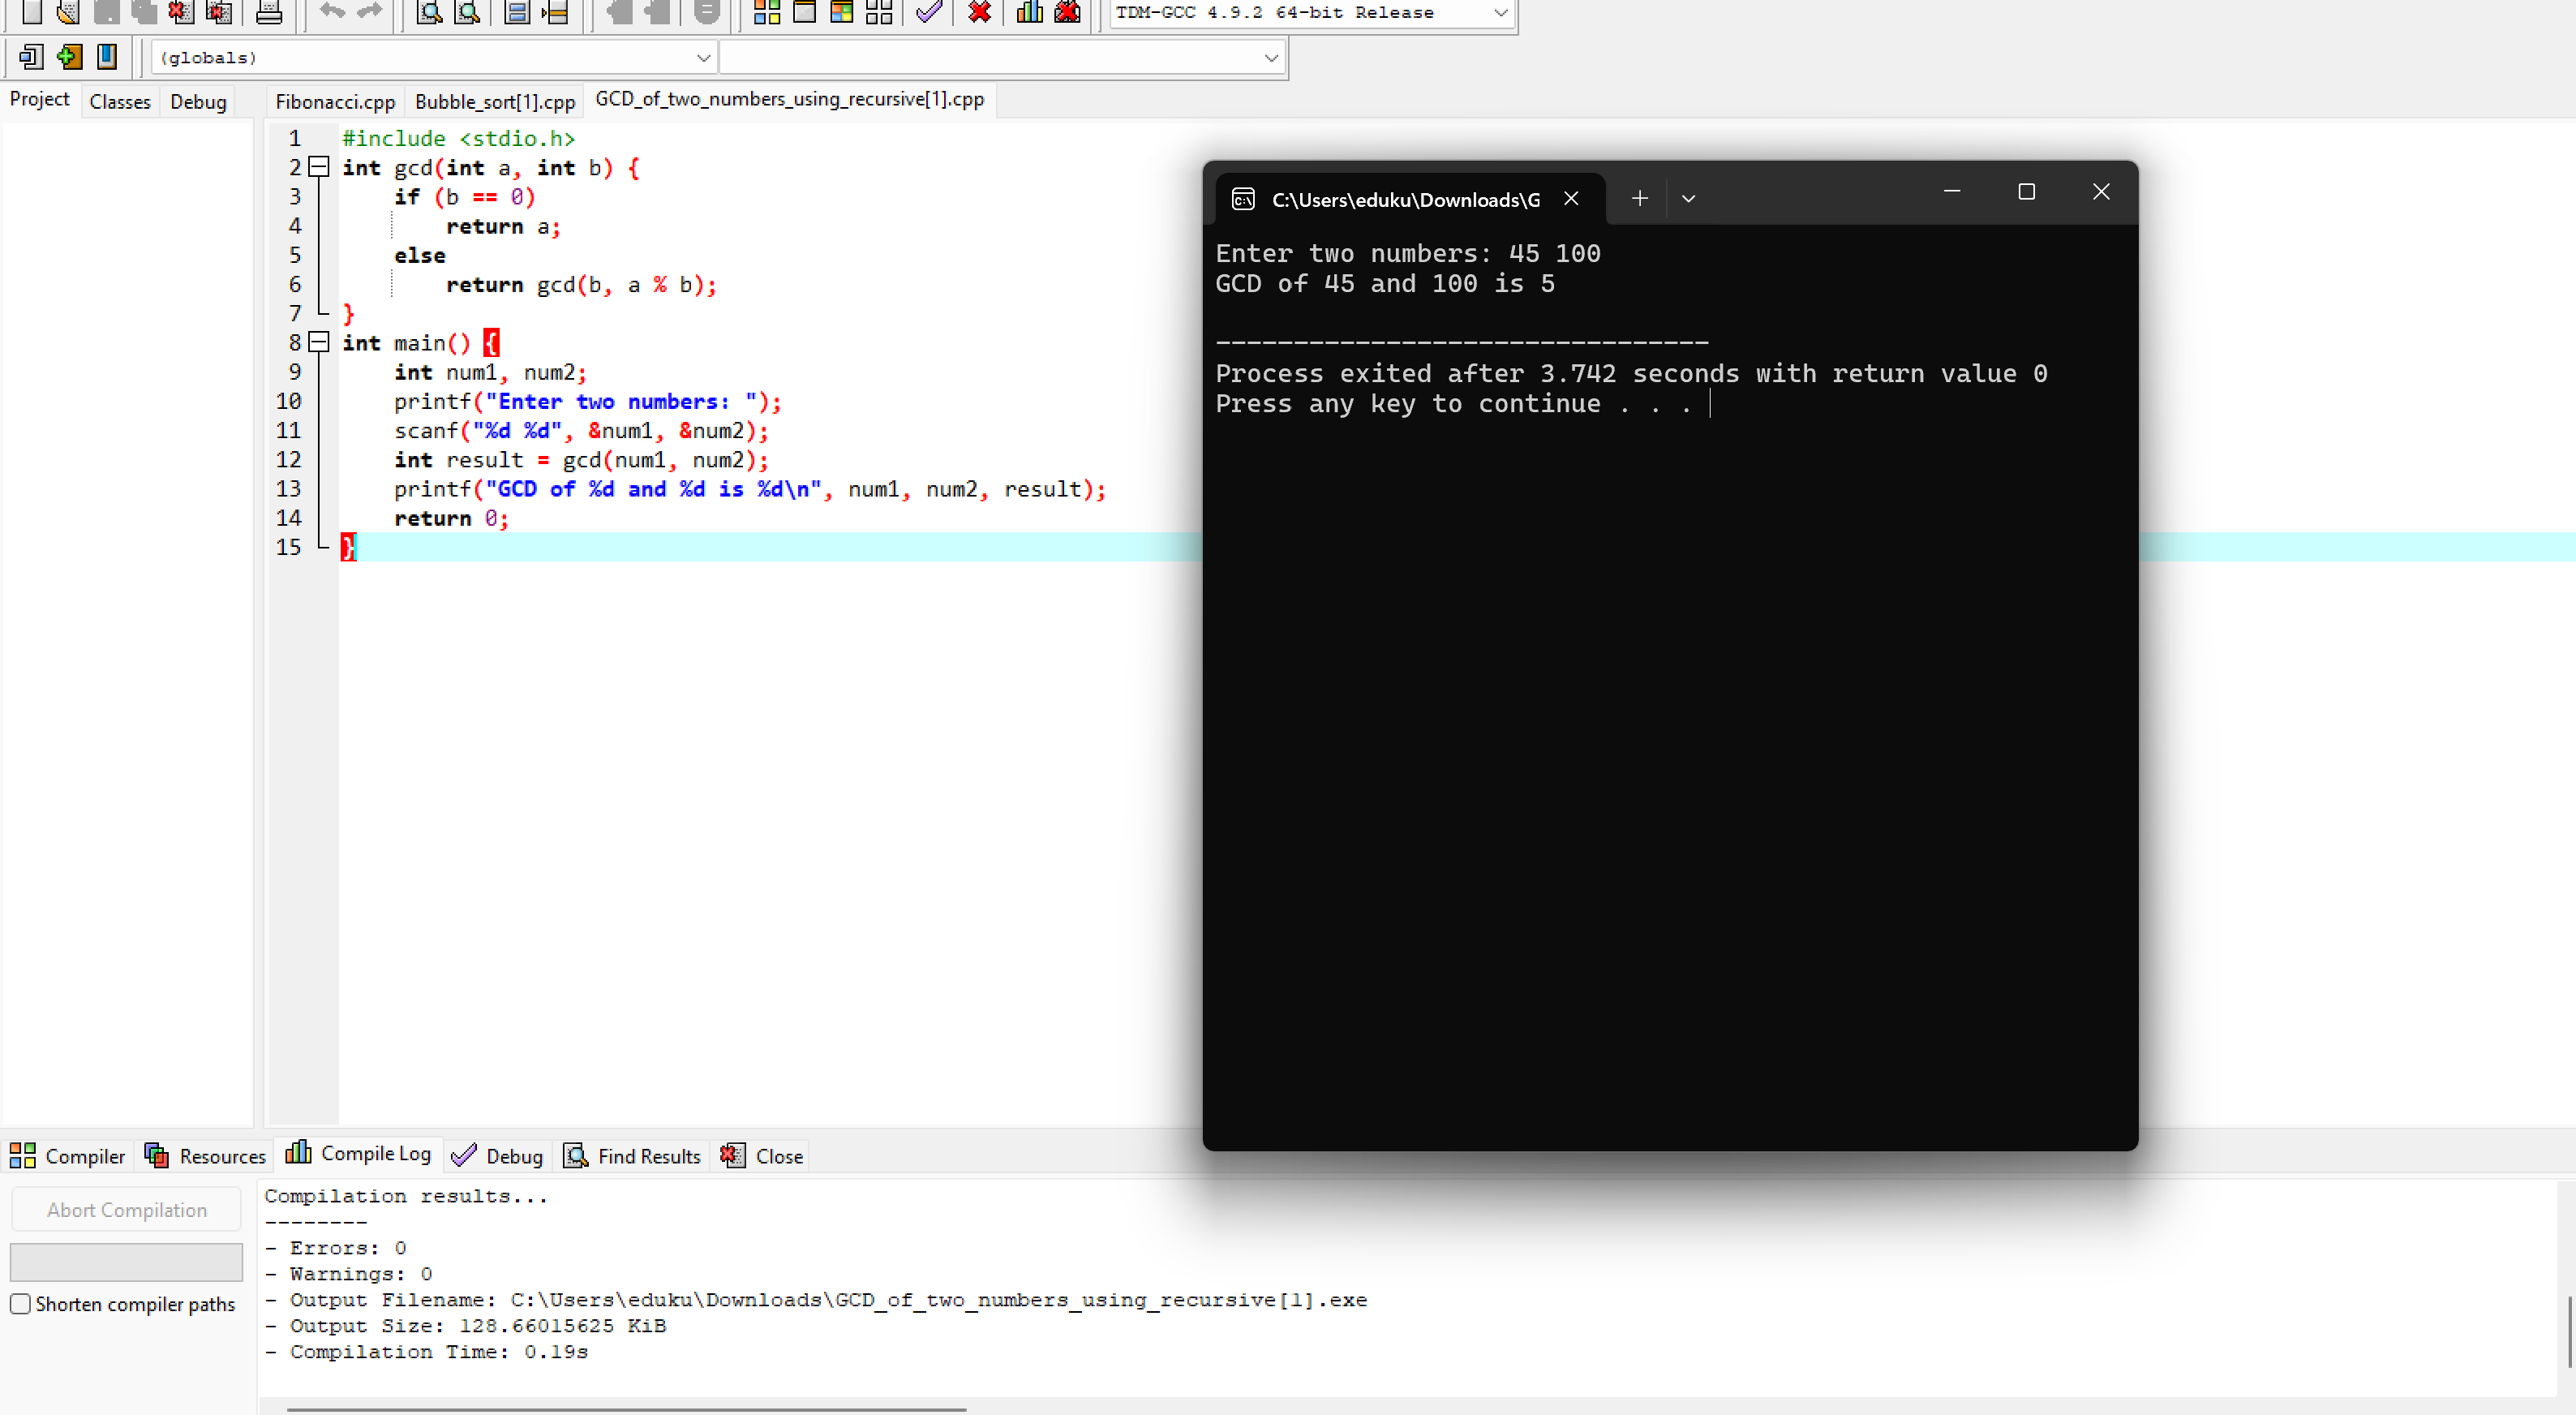 TDM-GCC 4.9.2 64-bit Release
(globals)
Project Classes Debug
Fibonacci.cpp Bubble_sort[1].cpp GCD_of_two_numbers_using_recursive[1].cpp
1 #include <stdio.h>
2 int gcd(int a, int b) {
3     if (b == 0)
4         return a;
5     else
6         return gcd(b, a % b);
7 }
8 int main() {
9     int num1, num2;
10     printf("Enter two numbers: ");
11     scanf("%d %d", &num1, &num2);
12     int result = gcd(num1, num2);
13     printf("GCD of %d and %d is %d\n", num1, num2, result);
14     return 0;
15 }
C:\Users\eduku\Downloads\G
Enter two numbers: 45 100
GCD of 45 and 100 is 5
--------------------------------
Process exited after 3.742 seconds with return value 0
Press any key to continue . . .
Compiler Resources Compile Log Debug Find Results Close
Abort Compilation
Shorten compiler paths
Compilation results...
--------
- Errors: 0
- Warnings: 0
- Output Filename: C:\Users\eduku\Downloads\GCD_of_two_numbers_using_recursive[1].exe
- Output Size: 128.66015625 KiB
- Compilation Time: 0.19s